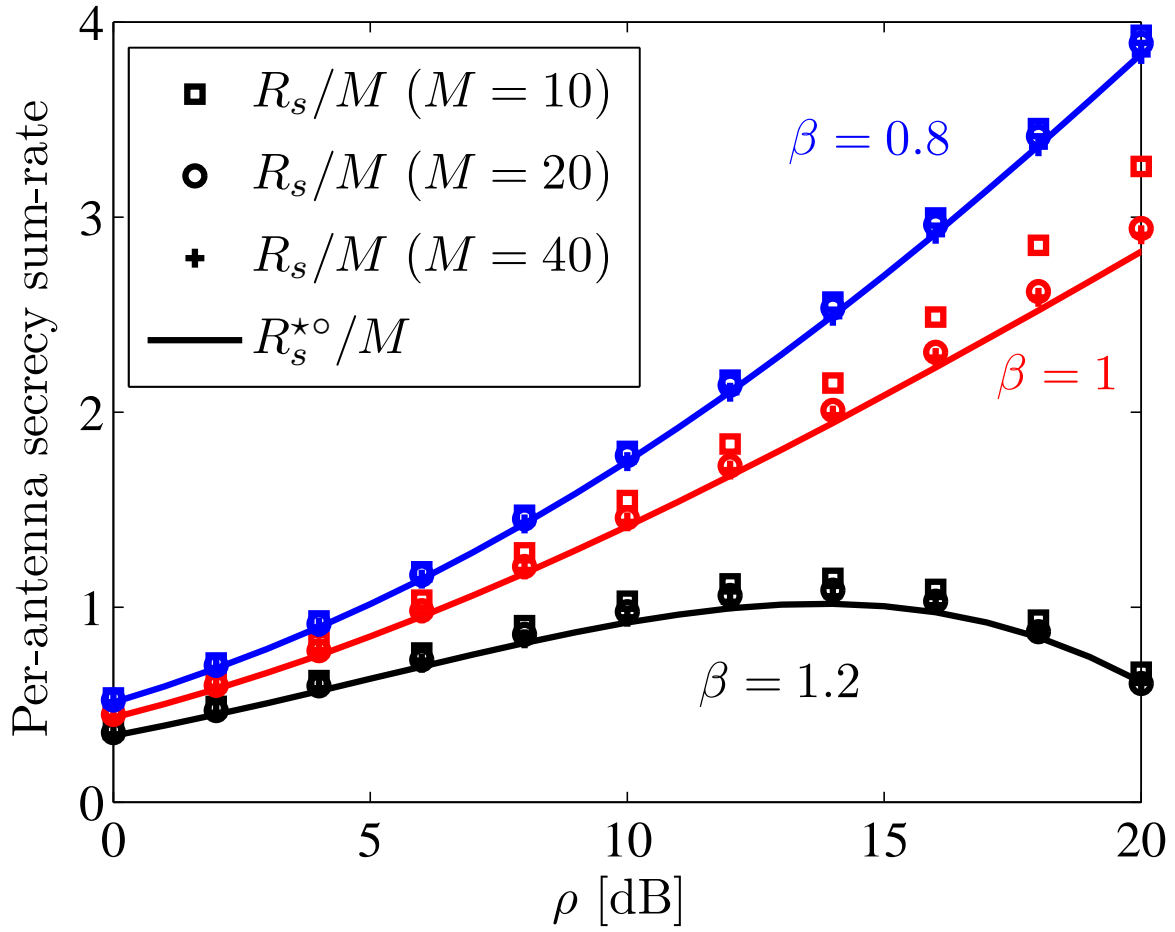 Per-antenna secrecy sum-rate
4
3
2
1
0
R_s/M (M = 10)
R_s/M (M = 20)
R_s/M (M = 40)
R_s^{⋆∘}/M
β = 0.8
β = 1
β = 1.2
0 5 10 15 20
ρ [dB]